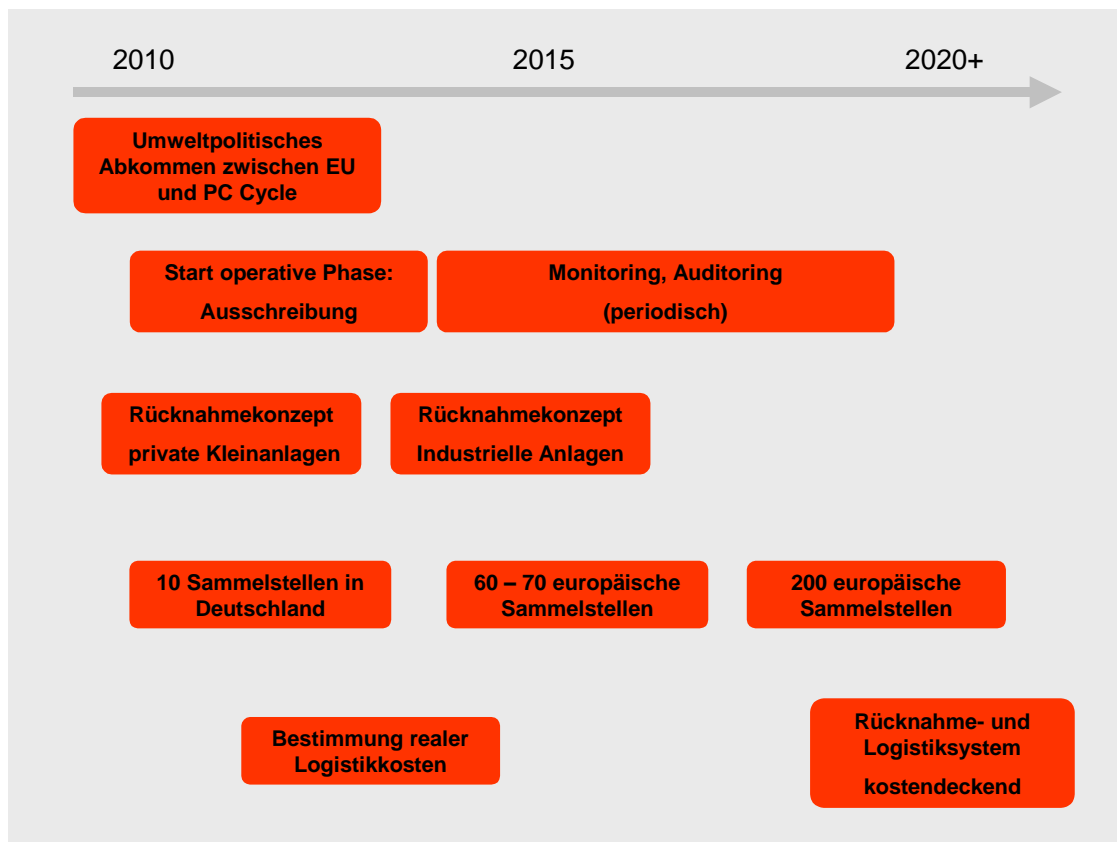 2010
2015
2020+
Umweltpolitisches
Abkommen zwischen EU
und PC Cycle
Start operative Phase:
Ausschreibung
Monitoring, Auditoring
(periodisch)
Rücknahmekonzept
private Kleinanlagen
Rücknahmekonzept
Industrielle Anlagen
10 Sammelstellen in
Deutschland
60 – 70 europäische
Sammelstellen
200 europäische
Sammelstellen
Bestimmung realer
Logistikkosten
Rücknahme- und
Logistiksystem
kostendeckend